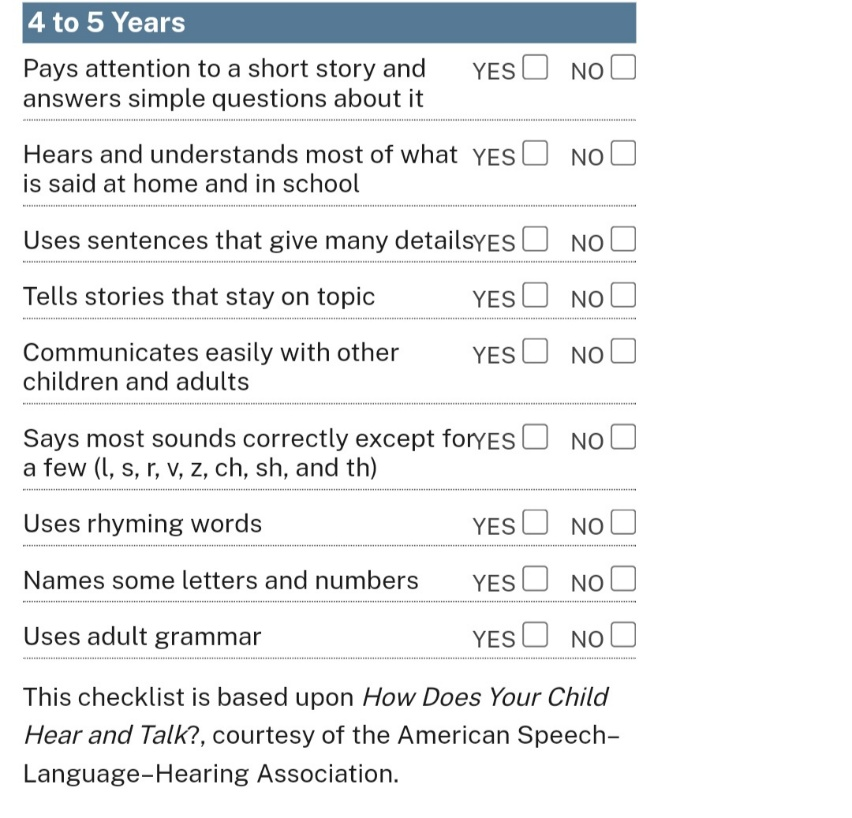 4 to 5 Years
Pays attention to a short story and YES NO
answers simple questions about it
Hears and understands most of what YES NO
is said at home and in school
Uses sentences that give many details YES NO
Tells stories that stay on topic YES NO
Communicates easily with other YES NO
children and adults
Says most sounds correctly except for YES NO
a few (l, s, r, v, z, ch, sh, and th)
Uses rhyming words YES NO
Names some letters and numbers YES NO
Uses adult grammar YES NO
This checklist is based upon How Does Your Child
Hear and Talk?, courtesy of the American Speech–
Language–Hearing Association.